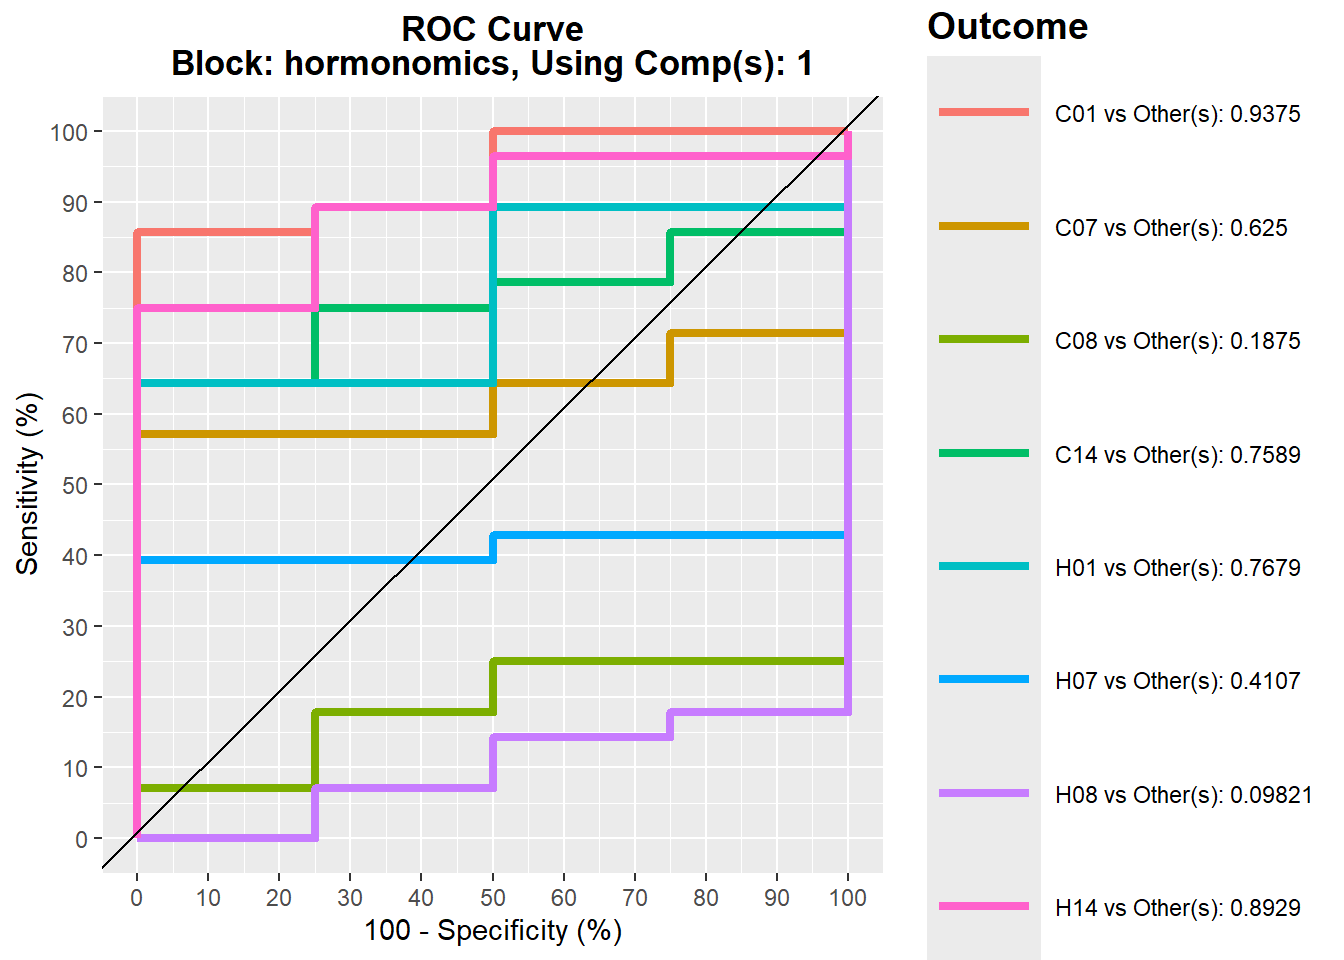 ROC Curve
Block: hormonomics, Using Comp(s): 1
Outcome
C01 vs Other(s): 0.9375
C07 vs Other(s): 0.625
C08 vs Other(s): 0.1875
C14 vs Other(s): 0.7589
H01 vs Other(s): 0.7679
H07 vs Other(s): 0.4107
H08 vs Other(s): 0.09821
H14 vs Other(s): 0.8929
Sensitivity (%)
100
90
80
70
60
50
40
30
20
10
0
0 10 20 30 40 50 60 70 80 90 100
100 - Specificity (%)